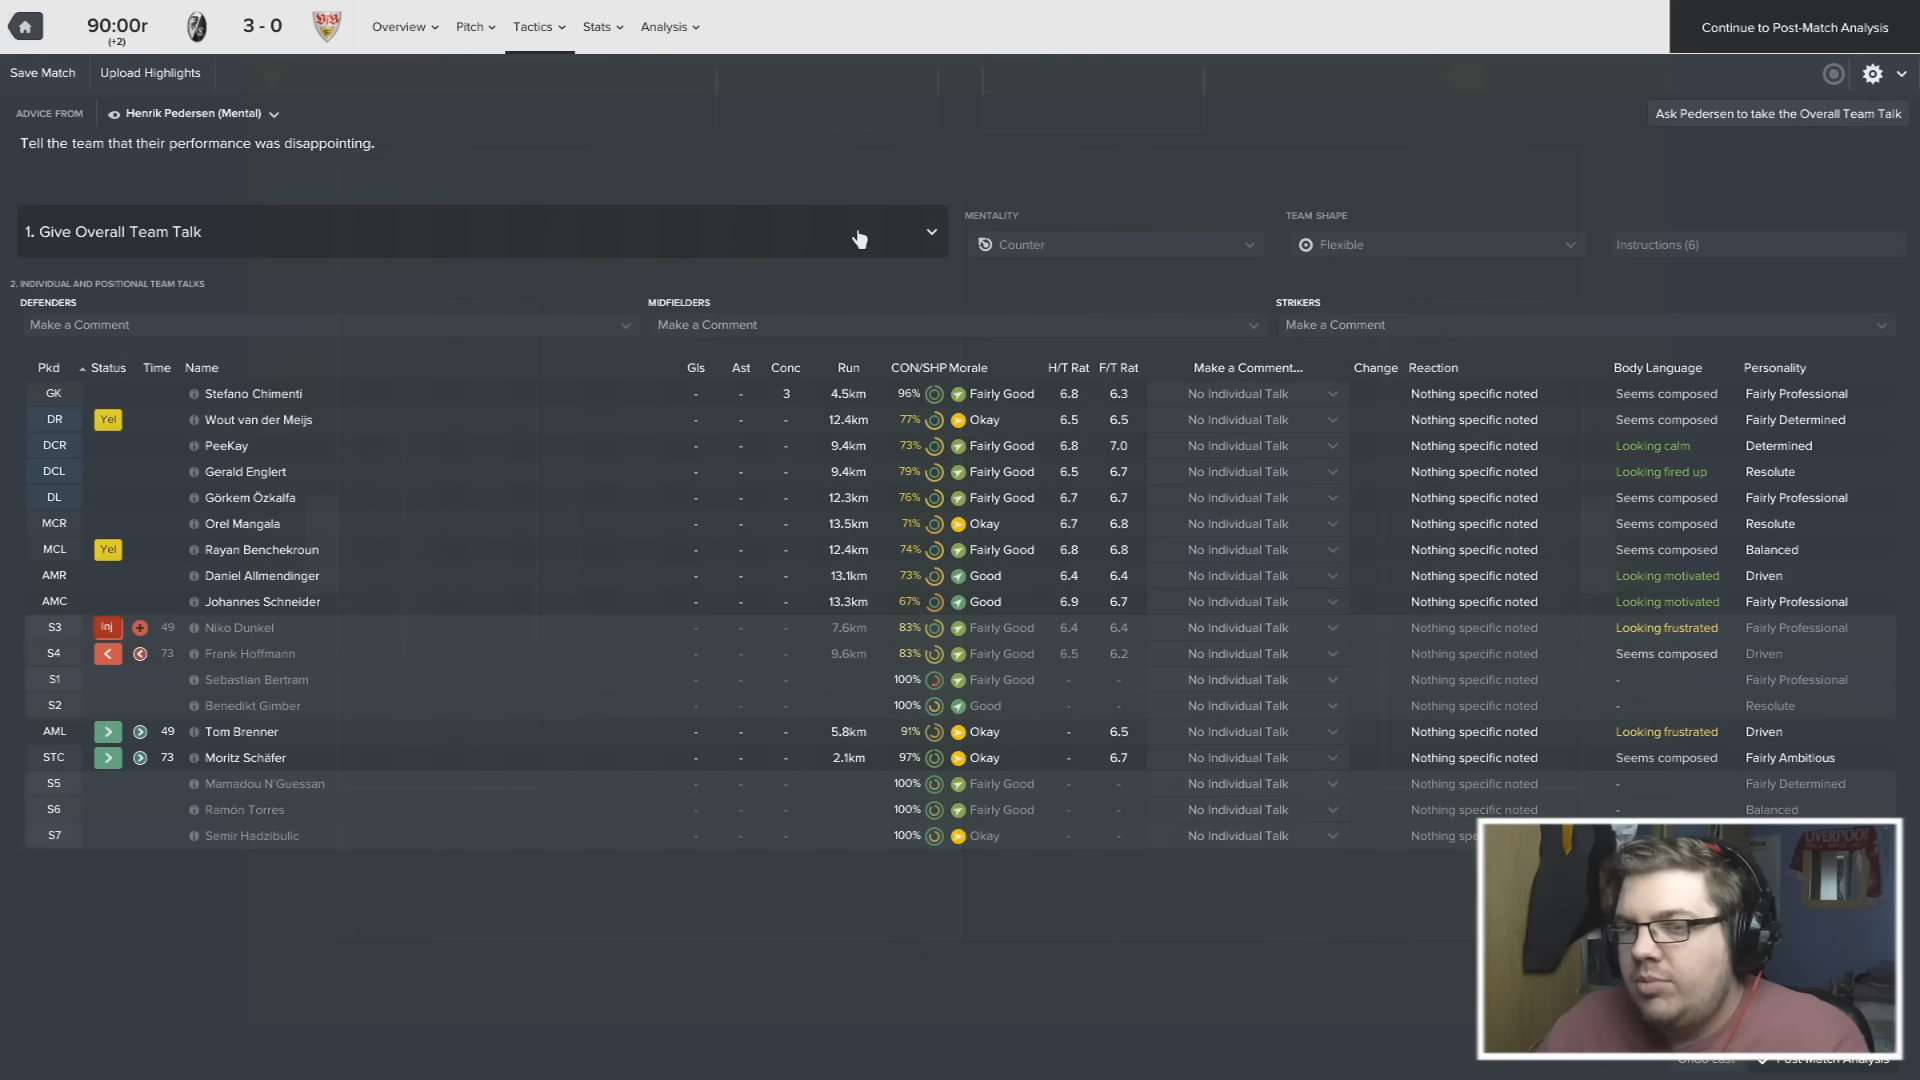 90:00r
(+2)
3 - 0
Overview
Pitch
Tactics
Stats
Analysis
Continue to Post-Match Analysis
Save Match
Upload Highlights
ADVICE FROM
Henrik Pedersen (Mental)
Ask Pedersen to take the Overall Team Talk
Tell the team that their performance was disappointing.
1. Give Overall Team Talk
MENTALITY
Counter
TEAM SHAPE
Flexible
Instructions (6)
2. INDIVIDUAL AND POSITIONAL TEAM TALKS
DEFENDERS
MIDFIELDERS
STRIKERS
Make a Comment
Make a Comment
Make a Comment
Pkd Status Time Name Gls Ast Conc Run CON/SHP Morale H/T Rat F/T Rat Make a Comment... Change Reaction Body Language Personality
GK Stefano Chimenti - - 3 4.5km 96% Fairly Good 6.8 6.3 No Individual Talk Nothing specific noted Seems composed Fairly Professional
DR Yel Wout van der Meijs - - - 12.4km 77% Okay 6.5 6.5 No Individual Talk Nothing specific noted Seems composed Fairly Determined
DCR PeeKay - - - 9.4km 73% Fairly Good 6.8 7.0 No Individual Talk Nothing specific noted Looking calm Determined
DCL Gerald Englert - - - 9.4km 79% Fairly Good 6.5 6.7 No Individual Talk Nothing specific noted Looking fired up Resolute
DL Görkem Özkalfa - - - 12.3km 76% Fairly Good 6.7 6.7 No Individual Talk Nothing specific noted Seems composed Fairly Professional
MCR Orel Mangala - - - 13.5km 71% Okay 6.7 6.8 No Individual Talk Nothing specific noted Seems composed Resolute
MCL Yel Rayan Benchekroun - - - 12.4km 74% Fairly Good 6.8 6.8 No Individual Talk Nothing specific noted Seems composed Balanced
AMR Daniel Allmendinger - - - 13.1km 73% Good 6.4 6.4 No Individual Talk Nothing specific noted Looking motivated Driven
AMC Johannes Schneider - - - 13.3km 67% Good 6.9 6.7 No Individual Talk Nothing specific noted Looking motivated Fairly Professional
S3 Inj 49 Niko Dunkel - - - 7.6km 83% Fairly Good 6.4 6.4 No Individual Talk Nothing specific noted Looking frustrated Fairly Professional
S4 73 Frank Hoffmann - - - 9.6km 83% Fairly Good 6.5 6.2 No Individual Talk Nothing specific noted Seems composed Driven
S1 Sebastian Bertram - - - 100% Fairly Good - - No Individual Talk Nothing specific noted - Fairly Professional
S2 Benedikt Gimber - - - 100% Good - - No Individual Talk Nothing specific noted - Resolute
AML 49 Tom Brenner - - - 5.8km 91% Okay - 6.5 No Individual Talk Nothing specific noted Looking frustrated Driven
STC 73 Moritz Schäfer - - - 2.1km 97% Okay - 6.7 No Individual Talk Nothing specific noted Seems composed Fairly Ambitious
S5 Mamadou N'Guessan - - - 100% Fairly Good - - No Individual Talk Nothing specific noted - Fairly Determined
S6 Ramón Torres - - - 100% Fairly Good - - No Individual Talk Nothing specific noted - Balanced
S7 Semir Hadzibulic - - - 100% Okay - - No Individual Talk Nothing spe
LIVERPOOL
Post-Match Analysis